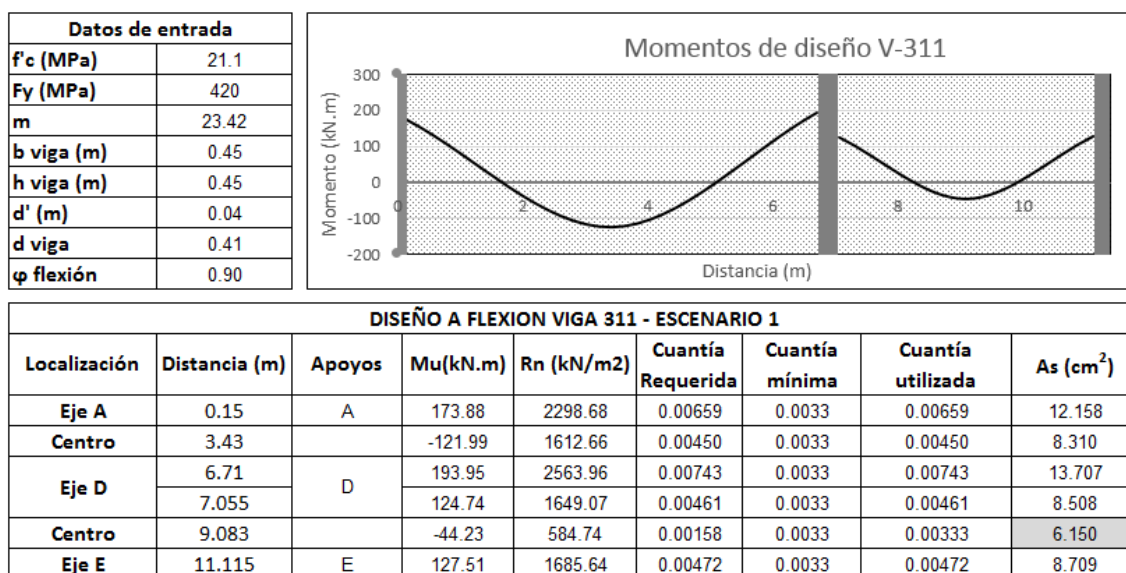 Datos de entrada
f'c (MPa) 21.1
Fy (MPa) 420
m 23.42
b viga (m) 0.45
h viga (m) 0.45
d' (m) 0.04
d viga 0.41
φ flexión 0.90
Momentos de diseño V-311
Momento (kN.m)
300
200
100
0
-100
-200
0 2 4 6 8 10
Distancia (m)
DISEÑO A FLEXION VIGA 311 - ESCENARIO 1
Localización Distancia (m) Apoyos Mu(kN.m) Rn (kN/m2) Cuantía Requerida Cuantía mínima Cuantía utilizada As (cm²)
Eje A 0.15 A 173.88 2298.68 0.00659 0.0033 0.00659 12.158
Centro 3.43 -121.99 1612.66 0.00450 0.0033 0.00450 8.310
Eje D 6.71 D 193.95 2563.96 0.00743 0.0033 0.00743 13.707
7.055 124.74 1649.07 0.00461 0.0033 0.00461 8.508
Centro 9.083 -44.23 584.74 0.00158 0.0033 0.00333 6.150
Eje E 11.115 E 127.51 1685.64 0.00472 0.0033 0.00472 8.709